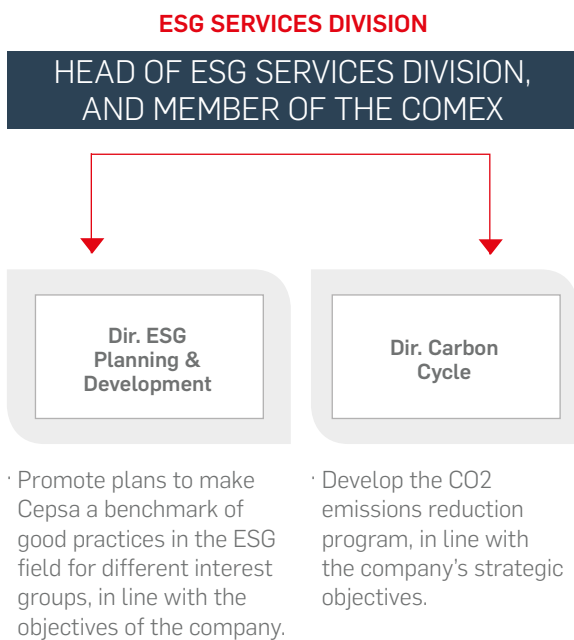 ESG SERVICES DIVISION
HEAD OF ESG SERVICES DIVISION,
AND MEMBER OF THE COMEX
Dir. ESG
Planning &
Development
Dir. Carbon
Cycle
· Promote plans to make
Cepsa a benchmark of
good practices in the ESG
field for different interest
groups, in line with the
objectives of the company.
· Develop the CO2
emissions reduction
program, in line with
the company’s strategic
objectives.